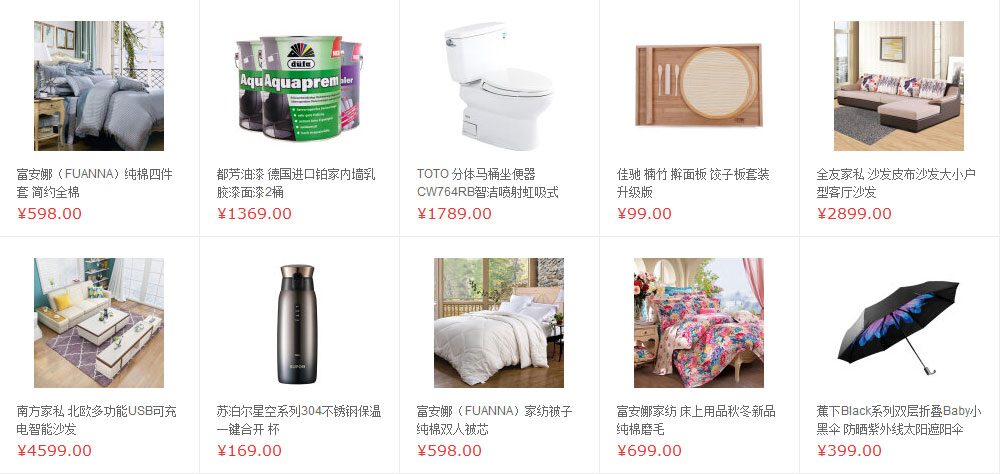 düfa
Aquaprem
富安娜（FUANNA）纯棉四件
套 简约全棉
¥598.00
都芳油漆 德国进口铂家内墙乳
胶漆面漆2桶
¥1369.00
TOTO 分体马桶坐便器
CW764RB智洁喷射虹吸式
¥1789.00
佳驰 楠竹 擀面板 饺子板套装
升级版
¥99.00
全友家私 沙发皮布沙发大小户
型客厅沙发
¥2899.00
南方家私 北欧多功能USB可充
电智能沙发
¥4599.00
苏泊尔星空系列304不锈钢保温
一键合开 杯
¥169.00
富安娜（FUANNA）家纺被子
纯棉双人被芯
¥598.00
富安娜家纺 床上用品秋冬新品
纯棉磨毛
¥699.00
蕉下Black系列双层折叠Baby小
黑伞 防晒紫外线太阳遮阳伞
¥399.00